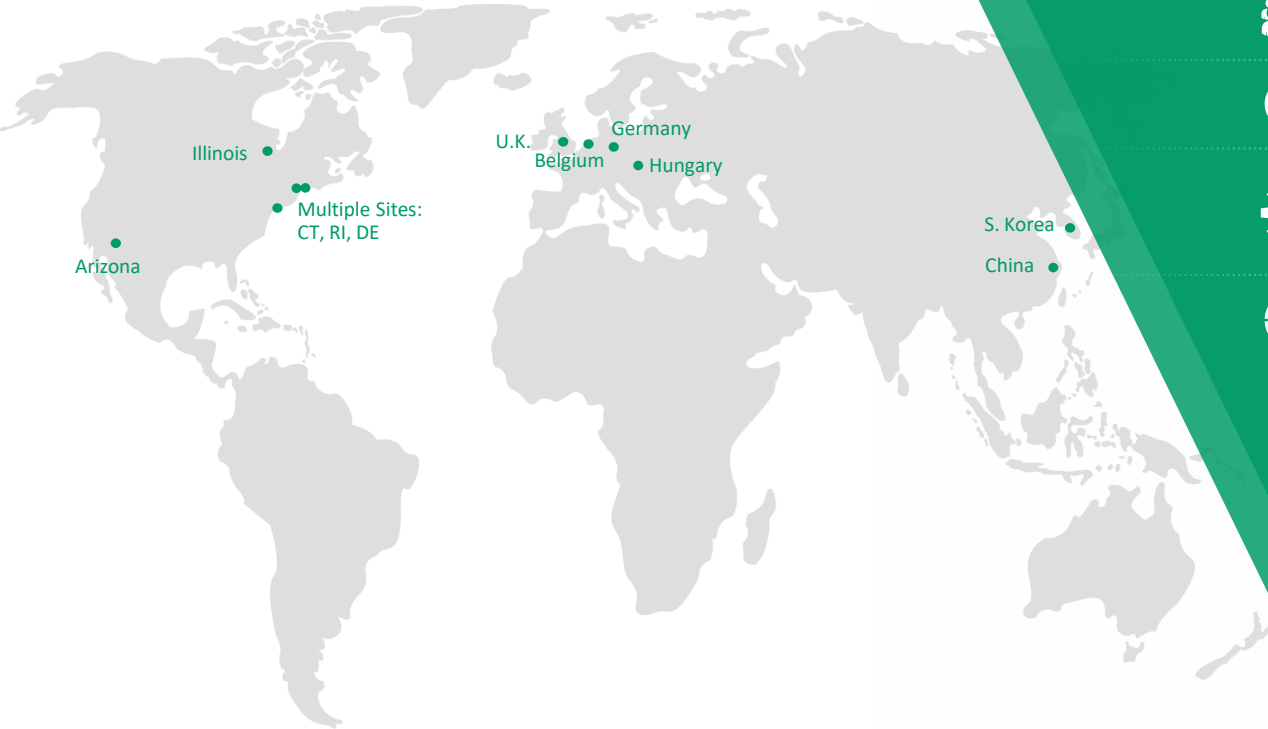 Germany
U.K.
Illinois
Belgium
Hungary
Multiple Sites:
CT, RI, DE
S. Korea
Arizona
China